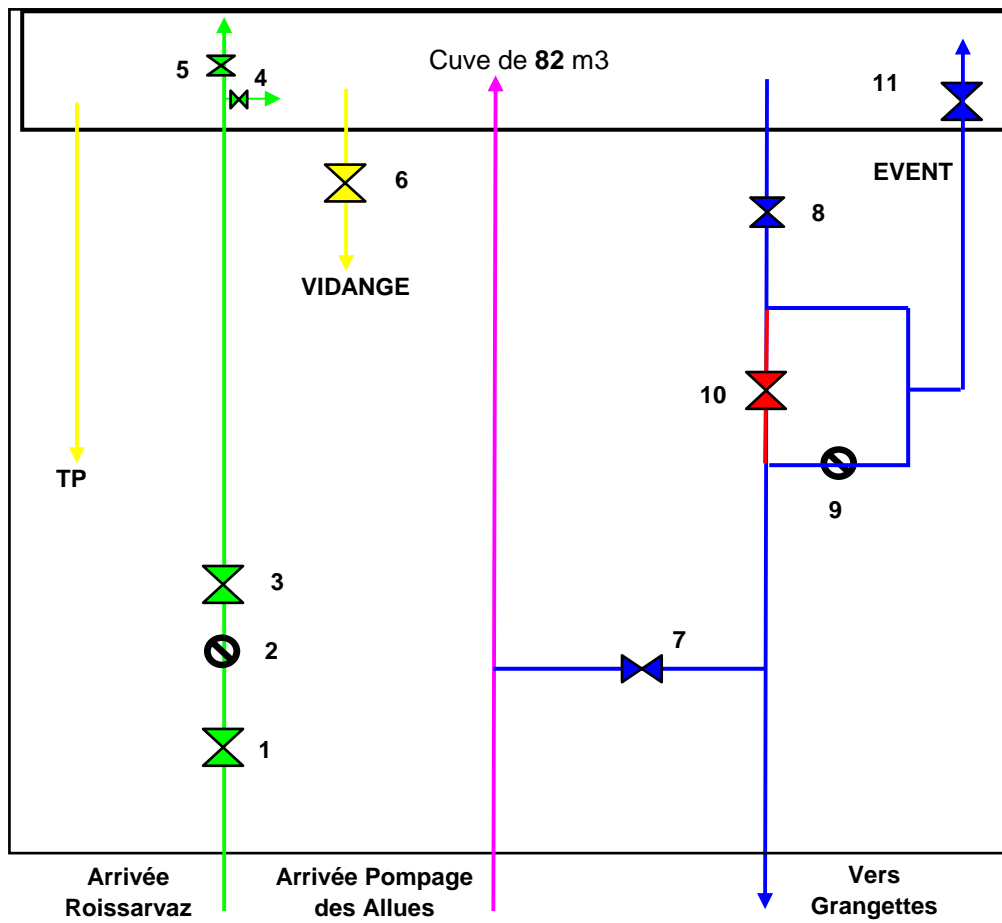 5
4
Cuve de 82 m3
11
6
EVENT
8
VIDANGE
10
TP
9
3
2
7
1
Arrivée
Roissarvaz
Arrivée Pompage
des Allues
Vers
Grangettes